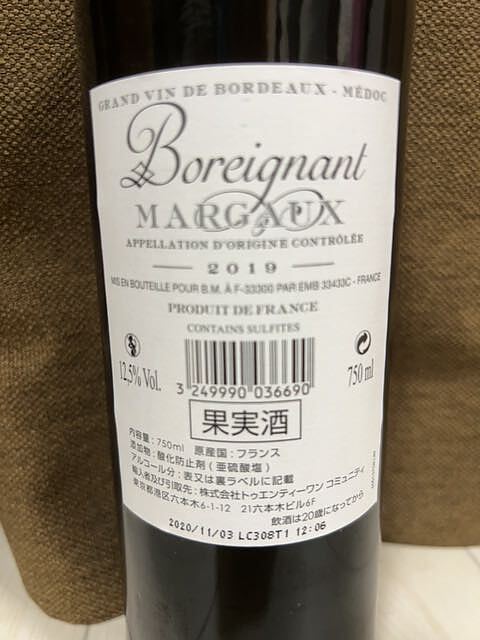 GRAND VIN DE BORDEAUX - MÉDOC
Boreignant
MARGAUX
APPELLATION D'ORIGINE CONTRÔLÉE
2019
MIS EN BOUTEILLE POUR B.M. À F-33300 PAR EMB 33433C - FRANCE
PRODUIT DE FRANCE
CONTAINS SULFITES
12,5% Vol.
3 249990 036690
750 ml
果実酒
内容量:750ml 原産国:フランス
添加物:酸化防止剤(亜硫酸塩)
アルコール分:表又は裏ラベルに記載
輸入者及び引取先:株式会社トゥエンティーワン コミュニティ
東京都港区六本木6-1-12 21六本木ビル6F
飲酒は20歳になってから
2020/11/03 LC308T1 12:06